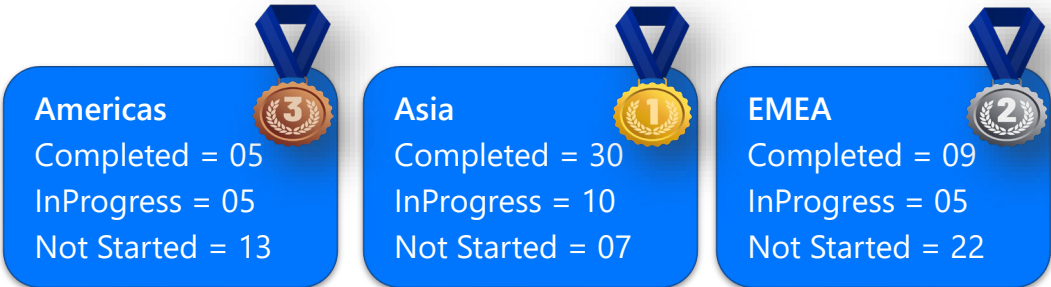 Americas
3
Completed = 05
InProgress = 05
Not Started = 13
Asia
1
Completed = 30
InProgress = 10
Not Started = 07
EMEA
2
Completed = 09
InProgress = 05
Not Started = 22